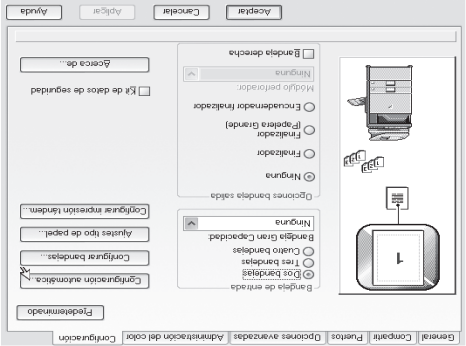 General Compartir Puertos Opciones avanzadas Administración del color Configuración
Predeterminado
1
Bandeja de entrada
Dos bandejas
Tres bandejas
Cuatro bandejas
Bandeja Gran Capacidad:
Ninguna
Configuración automática...
Configurar bandejas...
Ajustes tipo de papel...
Configurar impresión tándem...
Opciones bandeja salida
Ninguna
Finalizador
Finalizador
(Papelera Grande)
Encuadernador finalizador
Módulo perforador:
Ninguna
Bandeja derecha
Kit de datos de seguridad
Acerca de...
Aceptar Cancelar Aplicar Ayuda